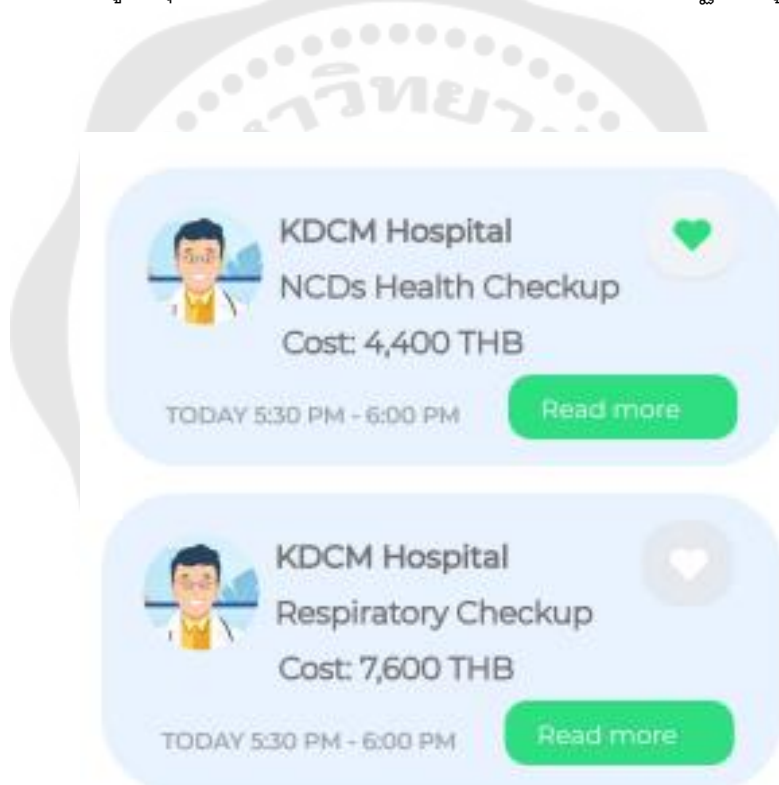 KDCM Hospital
NCDs Health Checkup
Cost: 4,400 THB
TODAY 5:30 PM - 6:00 PM
Read more
KDCM Hospital
Respiratory Checkup
Cost: 7,600 THB
TODAY 5:30 PM - 6:00 PM
Read more